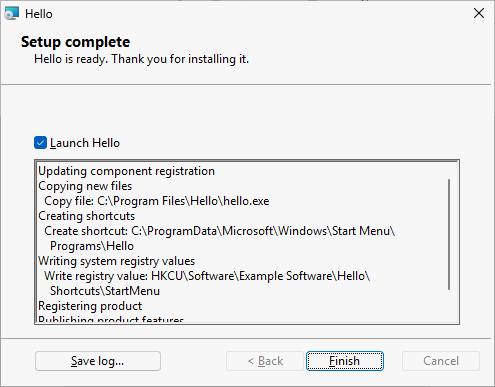 Hello
Setup complete
Hello is ready. Thank you for installing it.
Launch Hello
Updating component registration
Copying new files
Copy file: C:\Program Files\Hello\hello.exe
Creating shortcuts
Create shortcut: C:\ProgramData\Microsoft\Windows\Start Menu\
Programs\Hello
Writing system registry values
Write registry value: HKCU\Software\Example Software\Hello\
Shortcuts\StartMenu
Registering product
Publishing product features
Save log...
< Back
Finish
Cancel